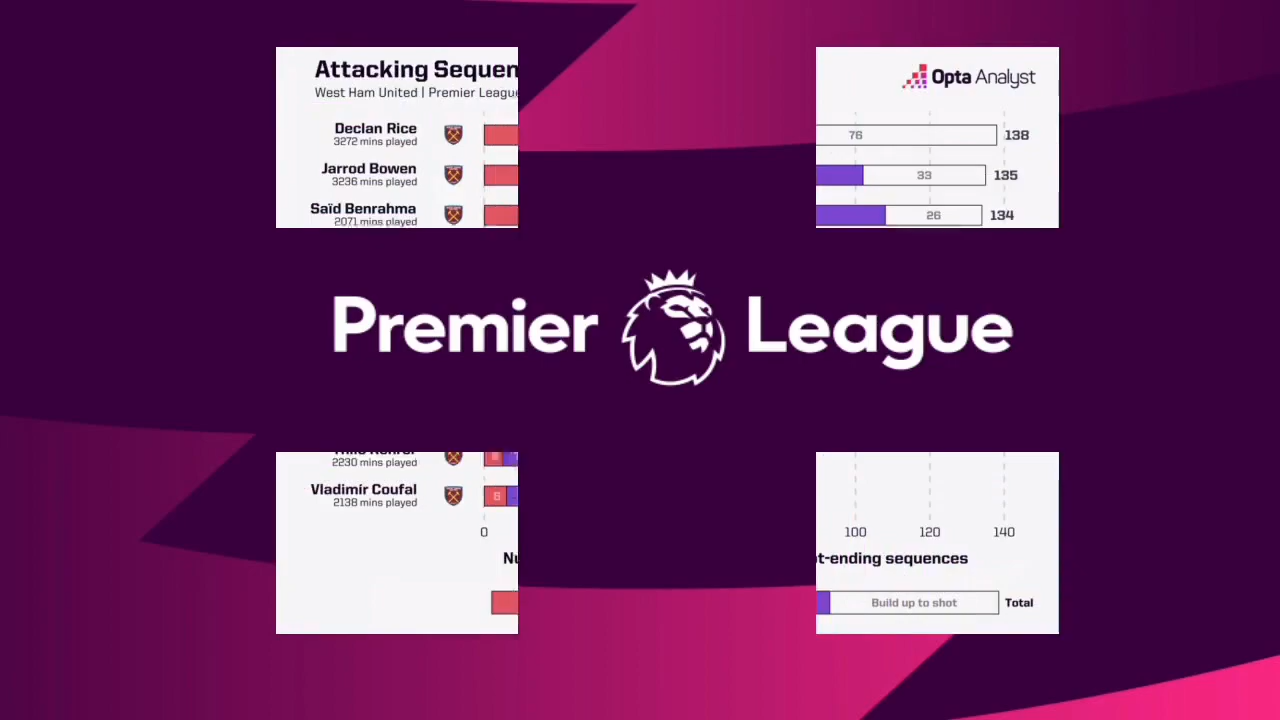 Attacking Sequen
Opta Analyst
West Ham United | Premier League
Declan Rice
3272 mins played
76
138
Jarrod Bowen
3236 mins played
33
135
Saïd Benrahma
2071 mins played
26
134
Premier League
2230 mins played
8
Vladimír Coufal
2138 mins played
6
0
100
120
140
Nu
t-ending sequences
Build up to shot
Total